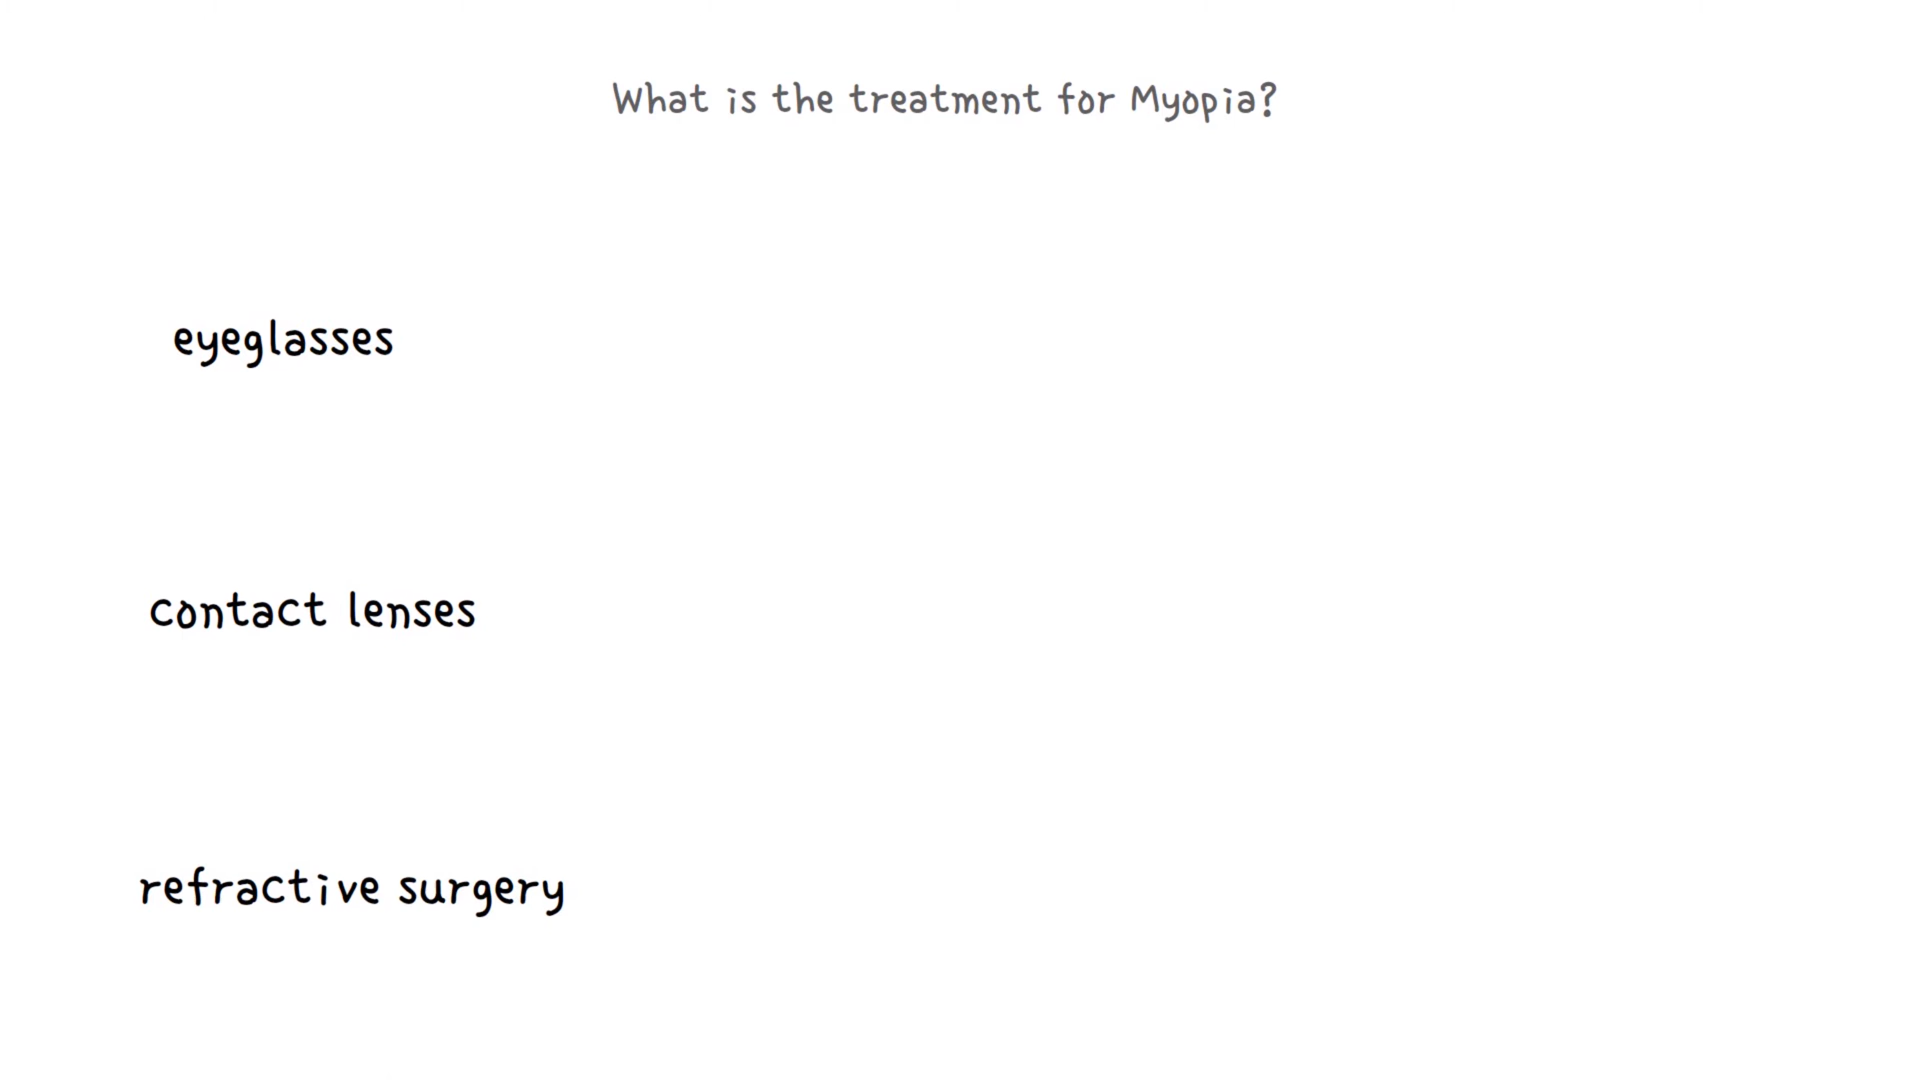 What is the treatment for Myopia?
eyeglasses
contact lenses
refractive surgery